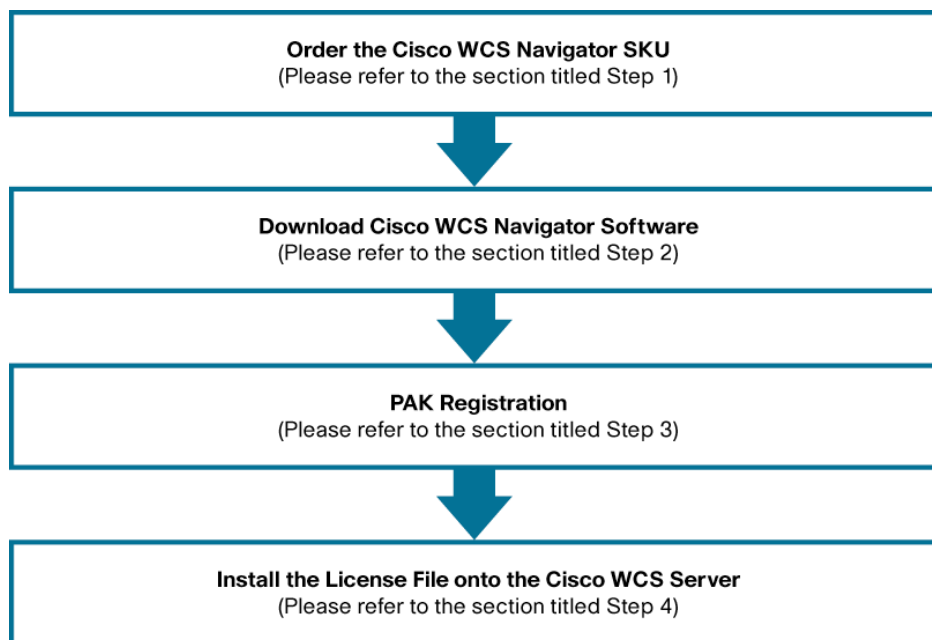 Order the Cisco WCS Navigator SKU
(Please refer to the section titled Step 1)
Download Cisco WCS Navigator Software
(Please refer to the section titled Step 2)
PAK Registration
(Please refer to the section titled Step 3)
Install the License File onto the Cisco WCS Server
(Please refer to the section titled Step 4)